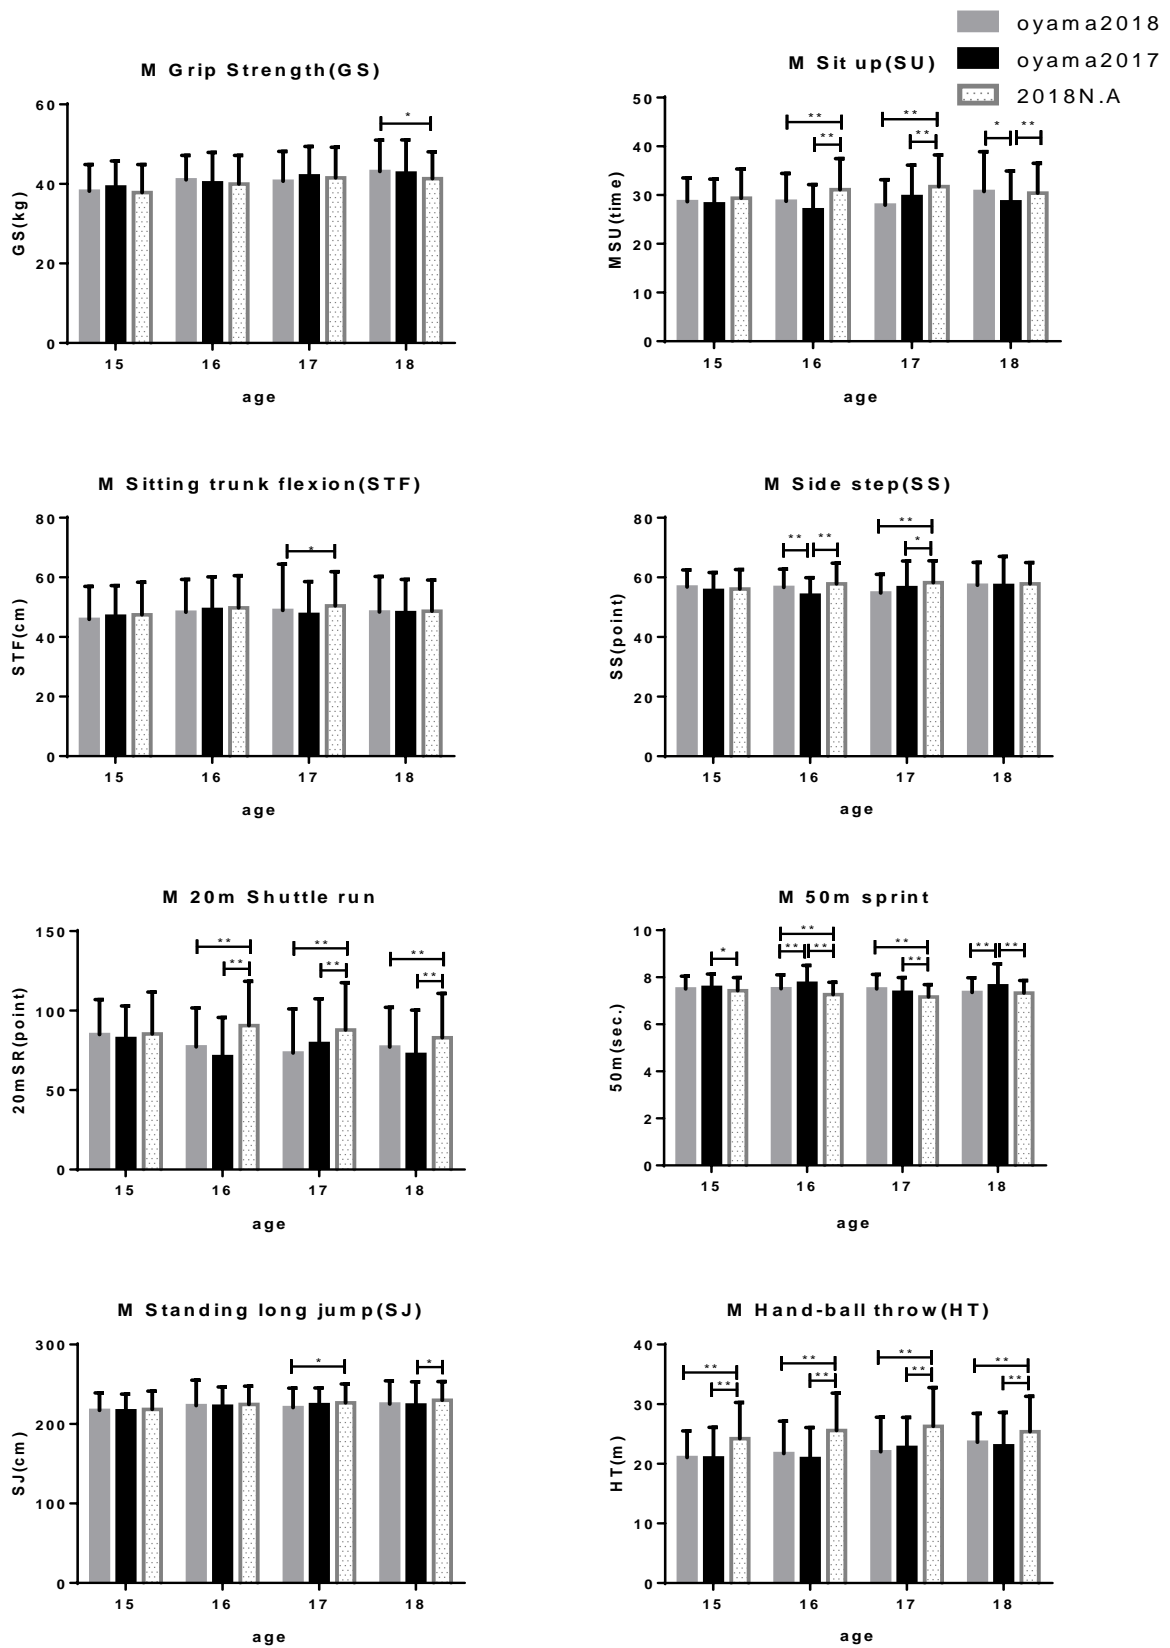 oyama2018
oyama2017
2018N.A
M Grip Strength(GS)
60
40
20
0
GS(kg)
*
15 16 17 18
age
M Sit up(SU)
50
40
30
20
10
0
MSU(time)
** ** ** ** * **
15 16 17 18
age
M Sitting trunk flexion(STF)
80
60
40
20
0
STF(cm)
*
15 16 17 18
age
M Side step(SS)
80
60
40
20
0
SS(point)
** ** ** *
15 16 17 18
age
M 20m Shuttle run
150
100
50
0
20mSR(point)
** ** ** ** ** **
15 16 17 18
age
M 50m sprint
10
8
6
4
2
0
50m(sec.)
* ** ** ** ** ** ** **
15 16 17 18
age
M Standing long jump(SJ)
300
200
100
0
SJ(cm)
* *
15 16 17 18
age
M Hand-ball throw(HT)
40
30
20
10
0
HT(m)
** ** ** ** ** ** ** **
15 16 17 18
age